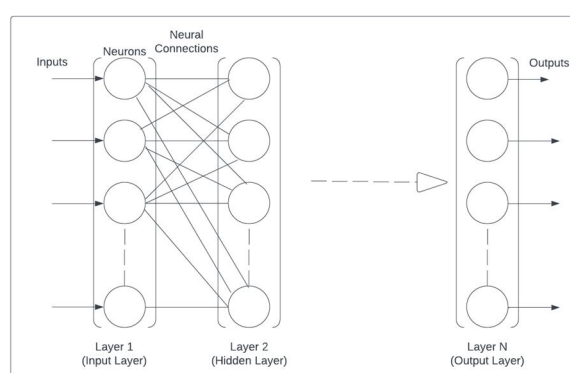 Neural
Connections
Neurons
Inputs
Outputs
Layer 1
(Input Layer)
Layer 2
(Hidden Layer)
Layer N
(Output Layer)